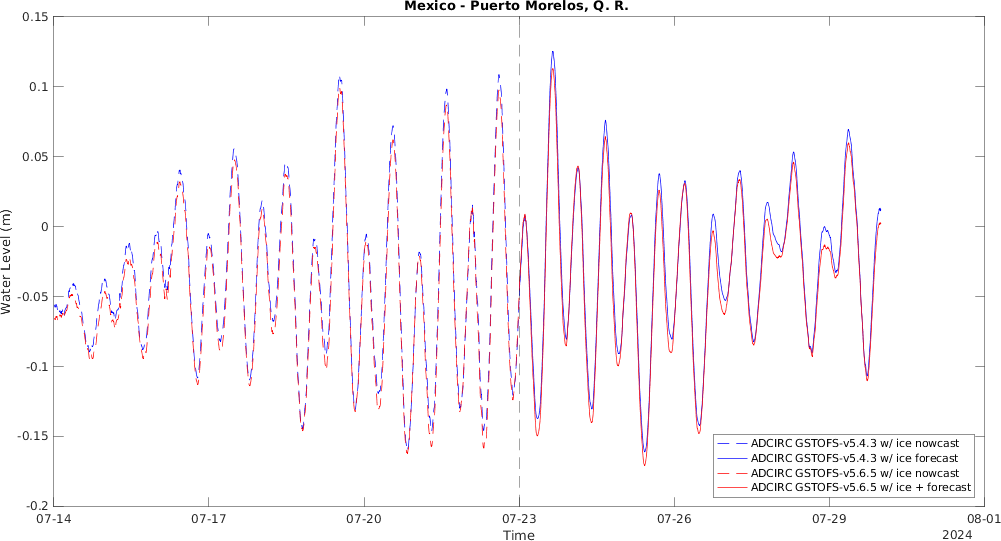 Mexico - Puerto Morelos, Q. R.
0.15
0.1
0.05
0
-0.05
-0.1
-0.15
-0.2
Water Level (m)
07-14
07-17
07-20
07-23
07-26
07-29
08-01
Time
2024
ADCIRC GSTOFS-v5.4.3 w/ ice nowcast
ADCIRC GSTOFS-v5.4.3 w/ ice forecast
ADCIRC GSTOFS-v5.6.5 w/ ice nowcast
ADCIRC GSTOFS-v5.6.5 w/ ice + forecast